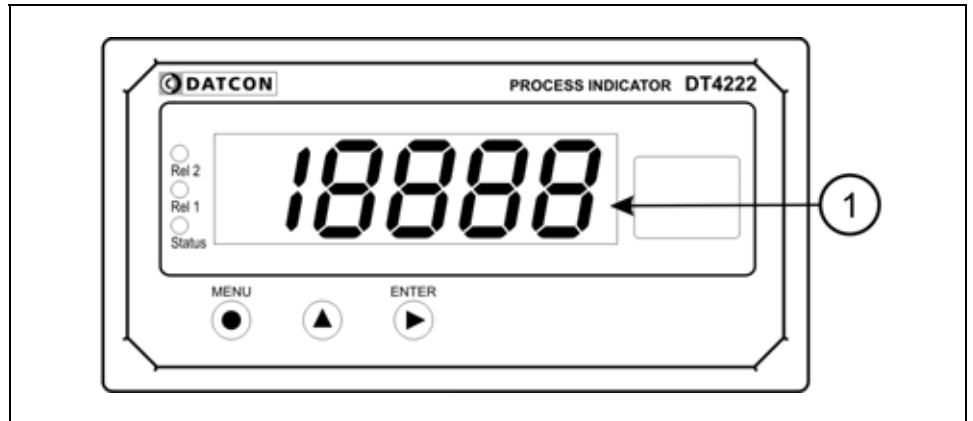 DATCON
PROCESS INDICATOR DT4222
18888
Rel 2
Rel 1
Status
1
MENU
ENTER